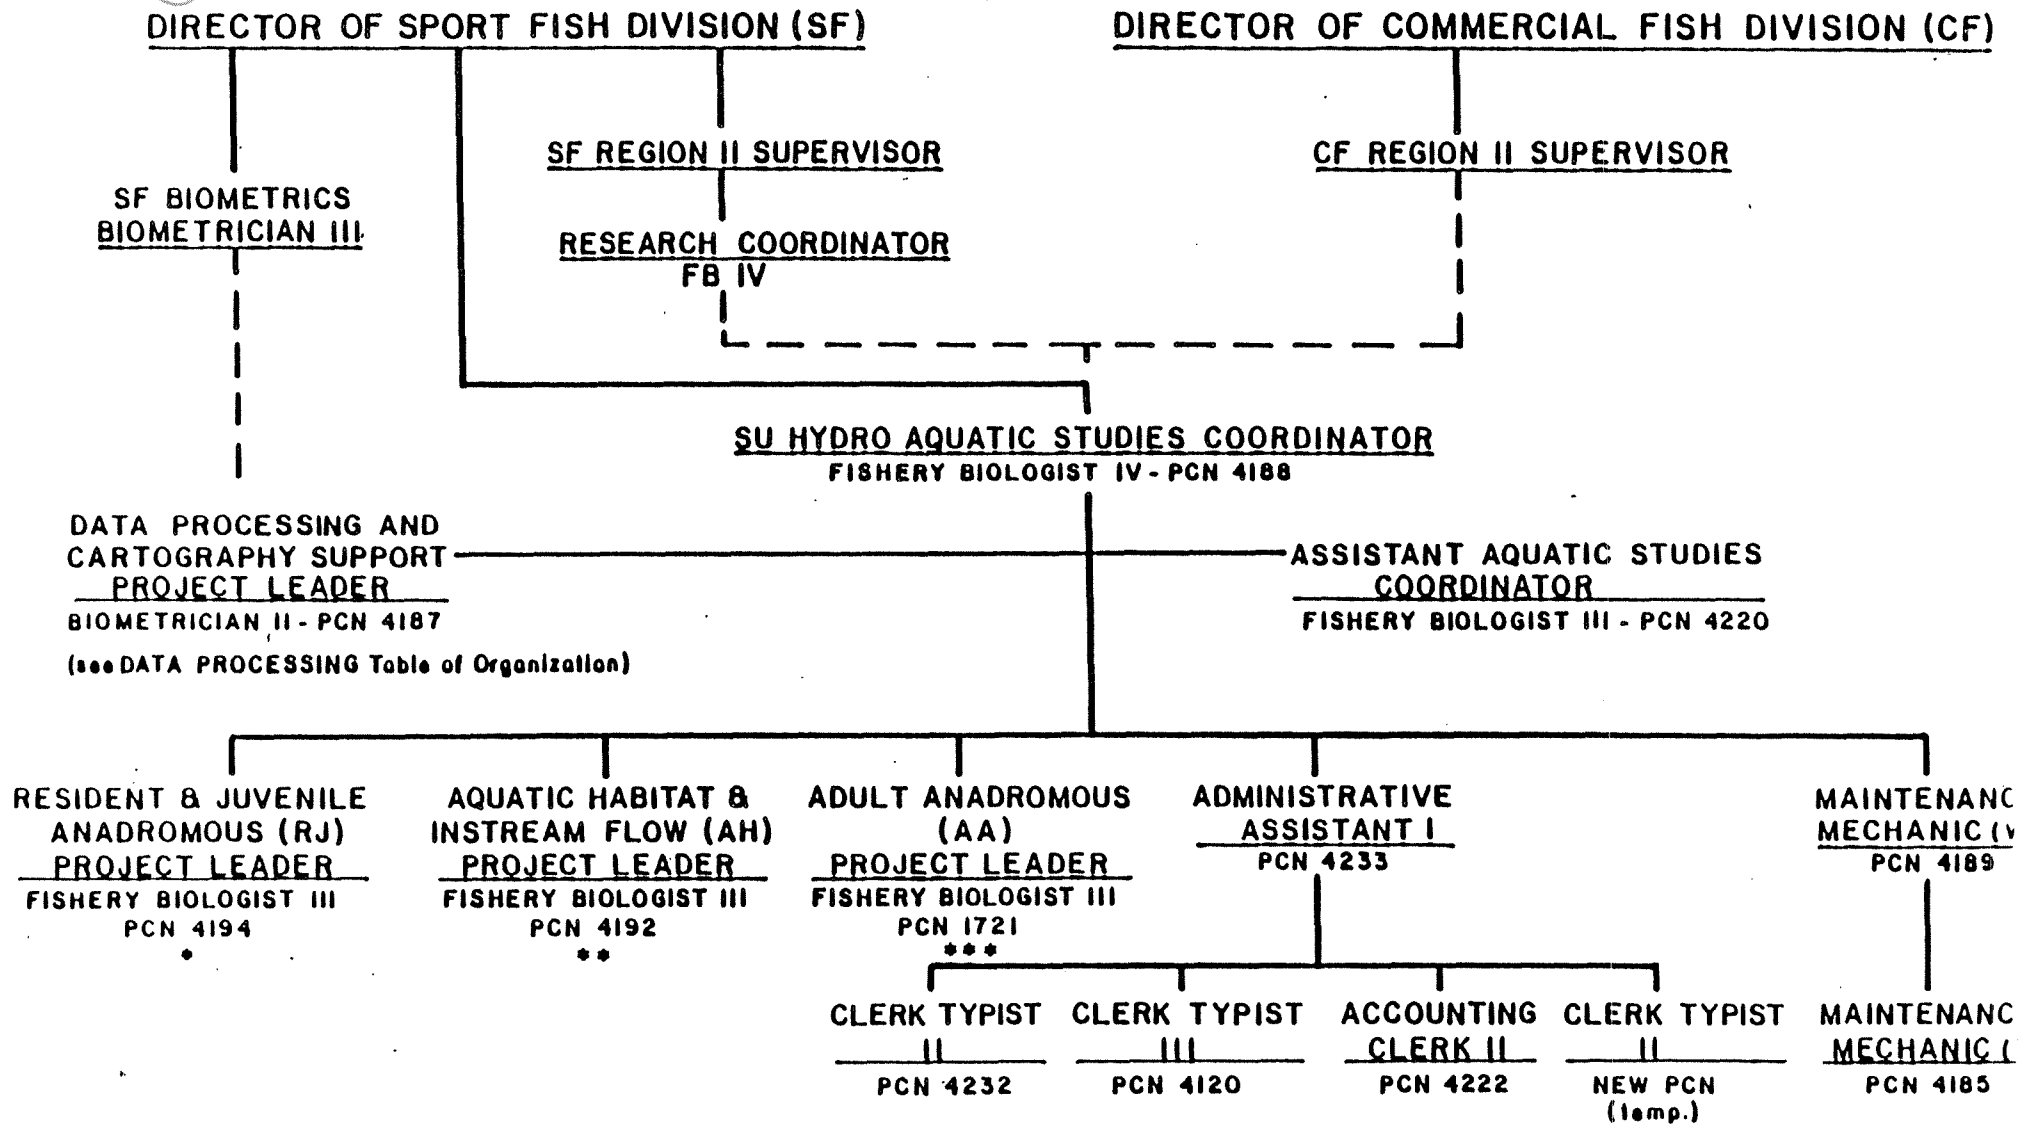 DIRECTOR OF SPORT FISH DIVISION (SF)
DIRECTOR OF COMMERCIAL FISH DIVISION (CF)
SF REGION II SUPERVISOR
CF REGION II SUPERVISOR
SF BIOMETRICS
BIOMETRICIAN III
RESEARCH COORDINATOR
FB IV
SU HYDRO AQUATIC STUDIES COORDINATOR
FISHERY BIOLOGIST IV - PCN 4188
DATA PROCESSING AND
CARTOGRAPHY SUPPORT
PROJECT LEADER
BIOMETRICIAN II - PCN 4187
(see DATA PROCESSING Table of Organization)
ASSISTANT AQUATIC STUDIES
COORDINATOR
FISHERY BIOLOGIST III - PCN 4220
RESIDENT & JUVENILE
ANADROMOUS (RJ)
PROJECT LEADER
FISHERY BIOLOGIST III
PCN 4194
*
AQUATIC HABITAT &
INSTREAM FLOW (AH)
PROJECT LEADER
FISHERY BIOLOGIST III
PCN 4192
**
ADULT ANADROMOUS
(AA)
PROJECT LEADER
FISHERY BIOLOGIST III
PCN 1721
***
ADMINISTRATIVE
ASSISTANT I
PCN 4233
MAINTENANC
MECHANIC (
PCN 4189
CLERK TYPIST
II
PCN 4232
CLERK TYPIST
III
PCN 4120
ACCOUNTING
CLERK II
PCN 4222
CLERK TYPIST
II
NEW PCN
(temp.)
MAINTENANC
MECHANIC (
PCN 4185